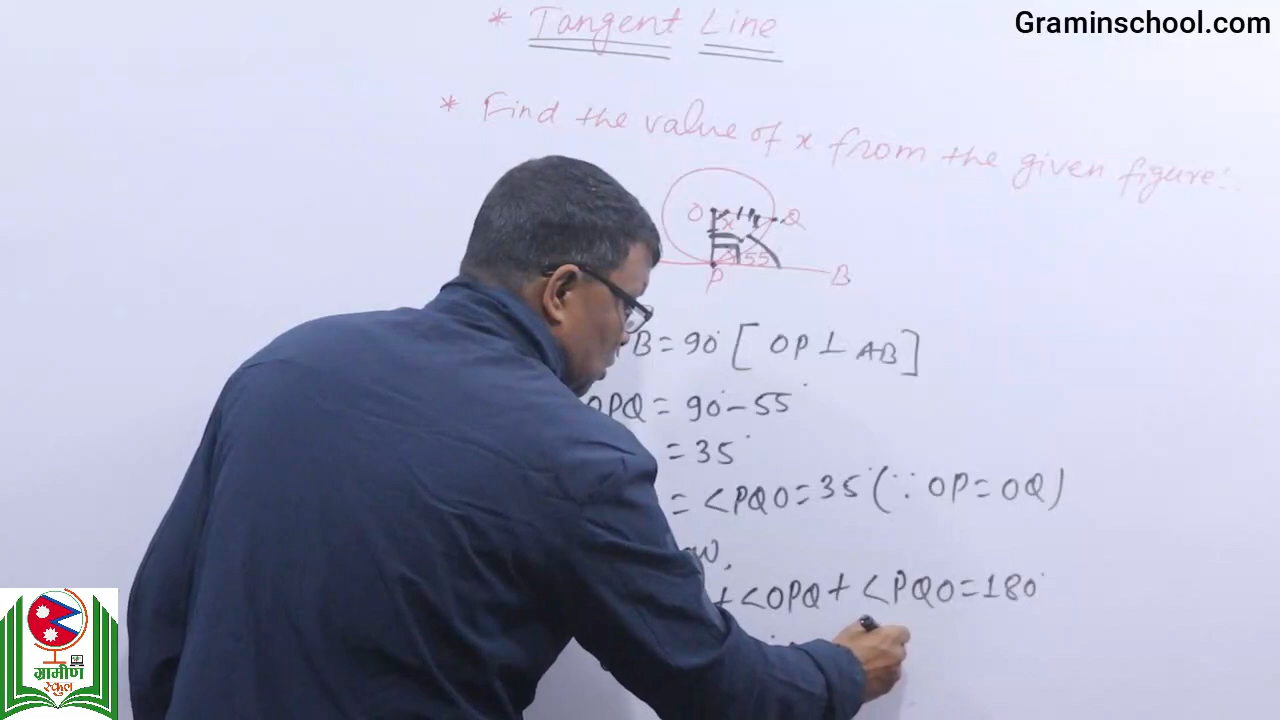 Graminschool.com
* Tangent Line
* Find the value of x from the given figure:.
O Q
x
55
P B
B = 90° [ OP ⊥ AB ]
OPQ = 90° - 55°
= 35°
= <PQO = 35° (∵ OP = OQ)
+ <OPQ + <PQO = 180°
ग्रामीण
स्कुल